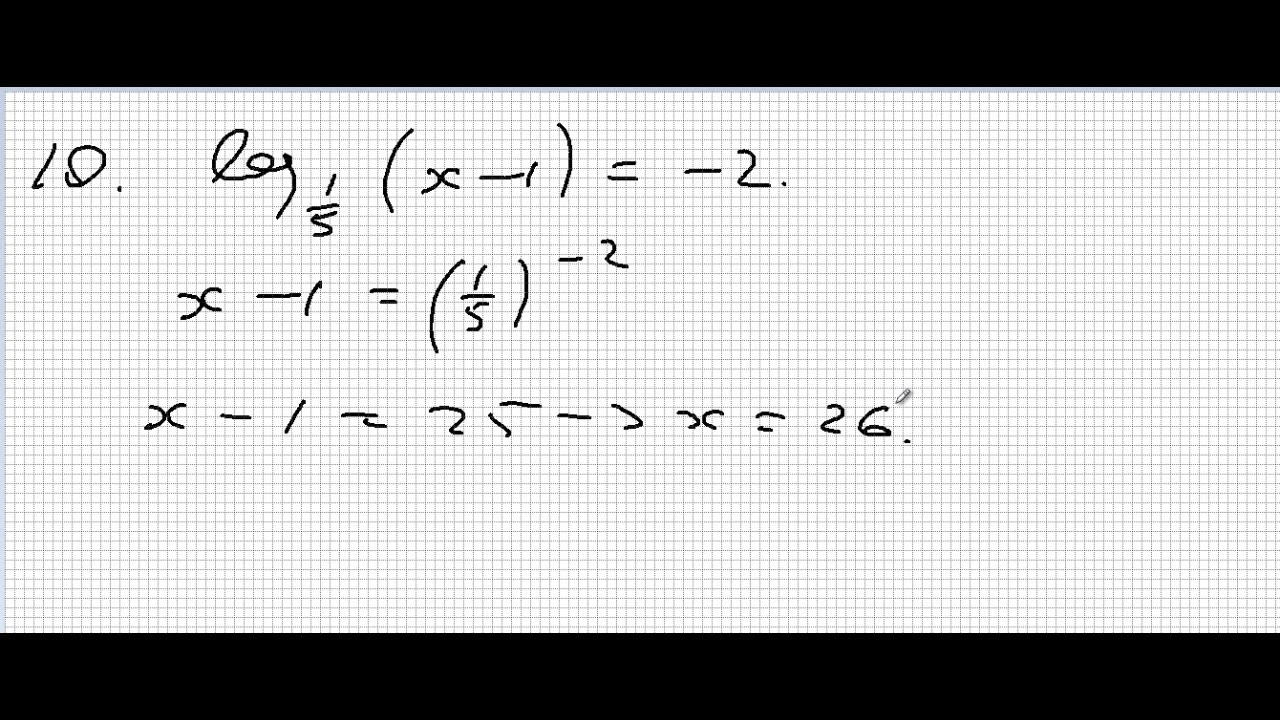 10. log_{1/5} (x - 1) = -2.
x - 1 = (1/5)^{-2}
x - 1 = 25 -> x = 26.